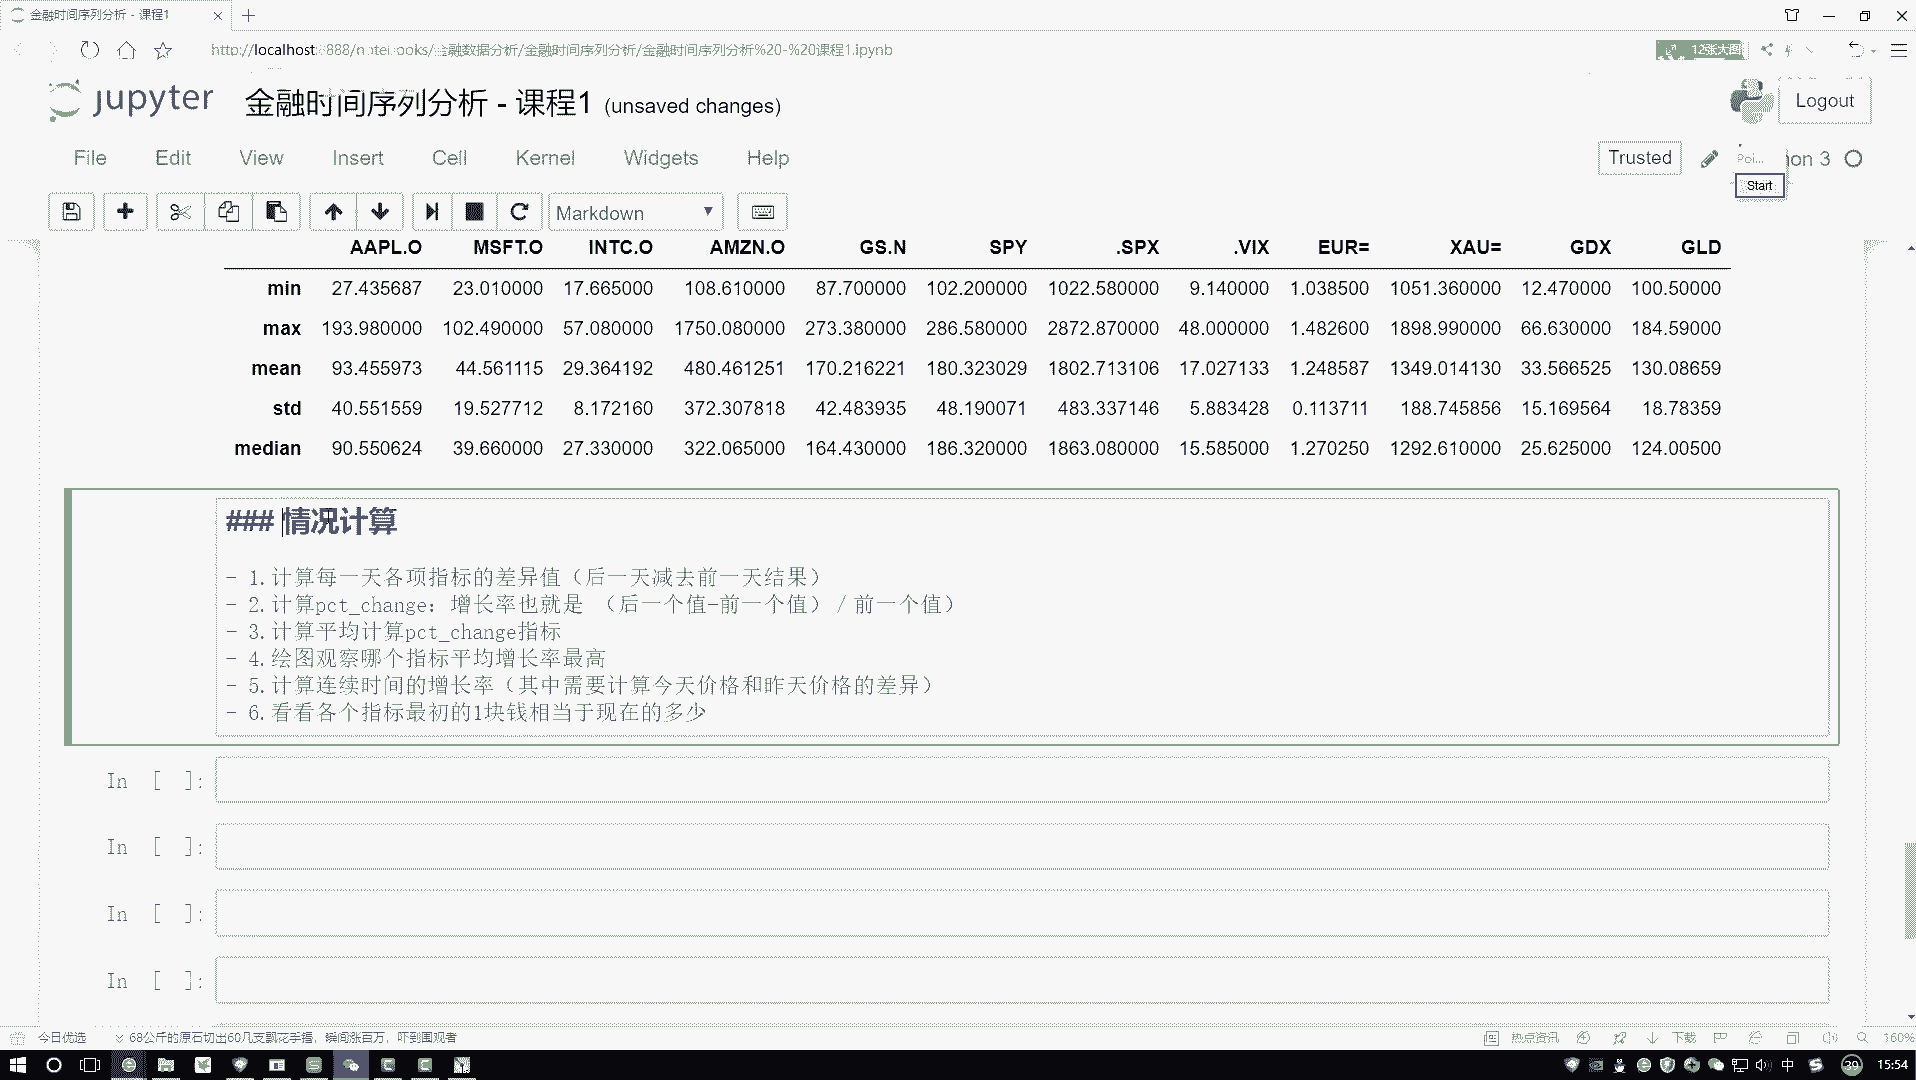 金融时间序列分析 - 课程1
http://localhost:8888/notebooks/金融数据分析/金融时间序列分析/金融时间序列分析%20-%20课程1.ipynb
12张大图
jupyter 金融时间序列分析 - 课程1 (unsaved changes)
Logout
File Edit View Insert Cell Kernel Widgets Help
Trusted
Poi...
hon 3
Start
Markdown
AAPL.O MSFT.O INTC.O AMZN.O GS.N SPY .SPX .VIX EUR= XAU= GDX GLD
min 27.435687 23.010000 17.665000 108.610000 87.700000 102.200000 1022.580000 9.140000 1.038500 1051.360000 12.470000 100.50000
max 193.980000 102.490000 57.080000 1750.080000 273.380000 286.580000 2872.870000 48.000000 1.482600 1898.990000 66.630000 184.59000
mean 93.455973 44.561115 29.364192 480.461251 170.216221 180.323029 1802.713106 17.027133 1.248587 1349.014130 33.566525 130.08659
std 40.551559 19.527712 8.172160 372.307818 42.483935 48.190071 483.337146 5.883428 0.113711 188.745856 15.169564 18.78359
median 90.550624 39.660000 27.330000 322.065000 164.430000 186.320000 1863.080000 15.585000 1.270250 1292.610000 25.625000 124.00500
### 情况计算
- 1.计算每一天各项指标的差异值（后一天减去前一天结果）
- 2.计算pct_change：增长率也就是 （后一个值-前一个值）/前一个值）
- 3.计算平均计算pct_change指标
- 4.绘图观察哪个指标平均增长率最高
- 5.计算连续时间的增长率（其中需要计算今天价格和昨天价格的差异）
- 6.看看各个指标最初的1块钱相当于现在的多少
In [ ]:
In [ ]:
In [ ]:
In [ ]:
今日优选
68公斤的原石切出60几支飘花手镯，瞬间涨百万，吓到围观者
热点资讯
下载
160%
中
39
15:54